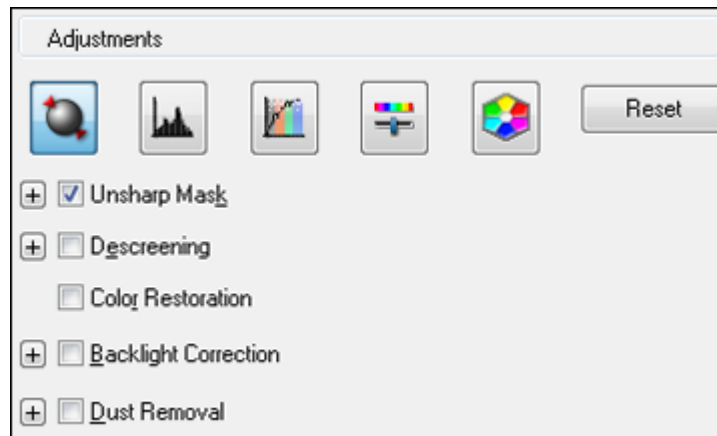 Adjustments
Reset
Unsharp Mask
Descreening
Color Restoration
Backlight Correction
Dust Removal